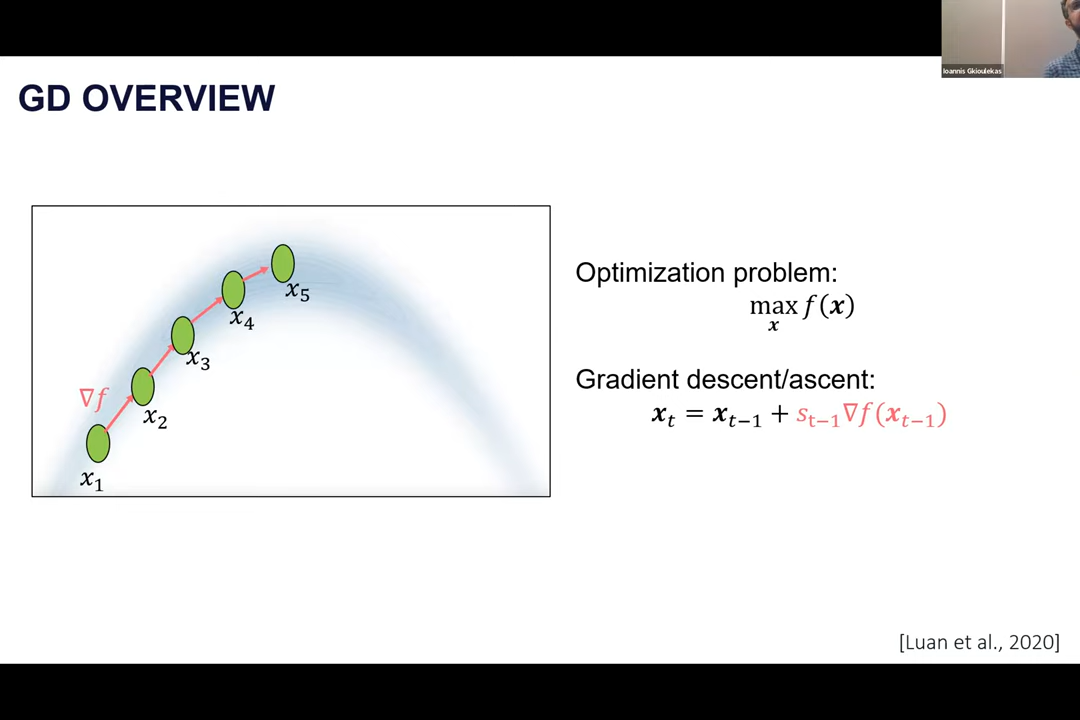 Ioannis Gkioulekas
GD OVERVIEW
∇f
x₁
x₂
x₃
x₄
x₅
Optimization problem:
max f(x)
x
Gradient descent/ascent:
xₜ = xₜ₋₁ + sₜ₋₁∇f(xₜ₋₁)
[Luan et al., 2020]